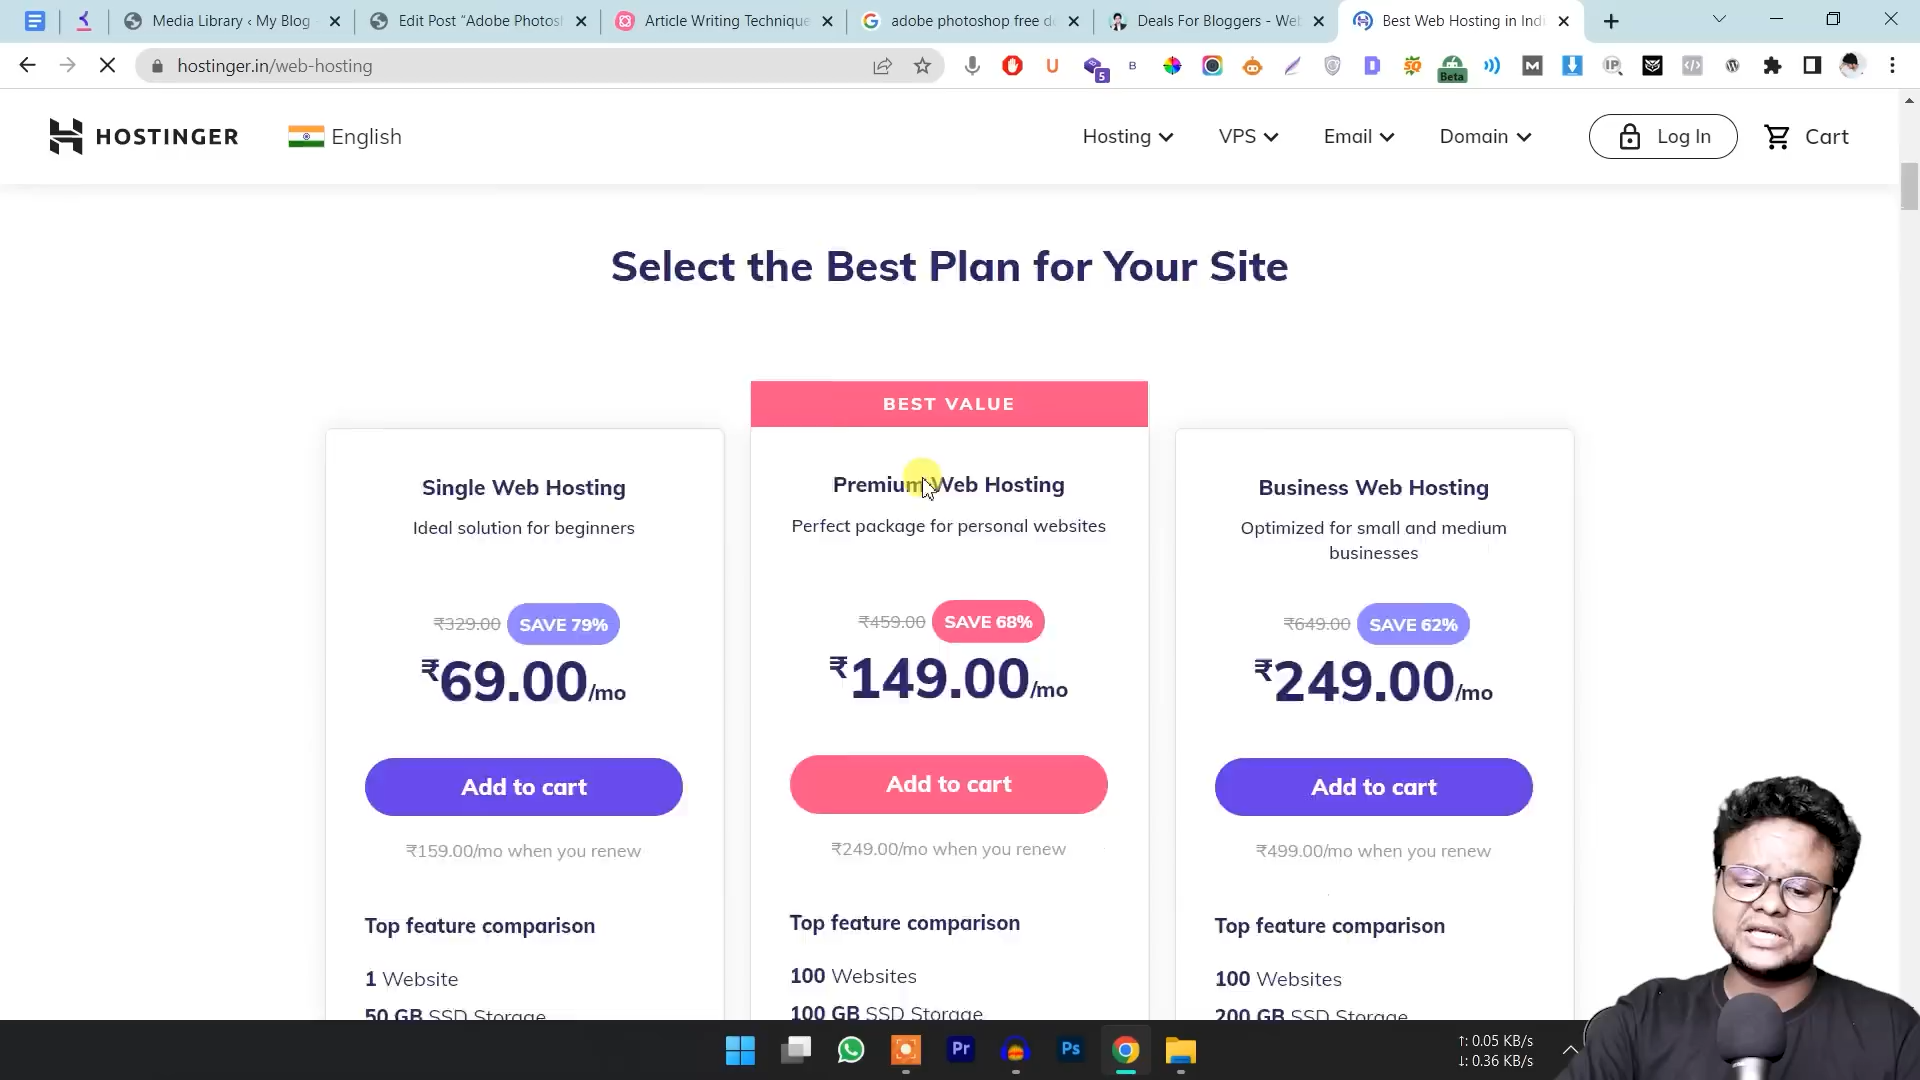 Media Library ‹ My Blog
Edit Post “Adobe Photos
Article Writing Technique
adobe photoshop free d
Deals For Bloggers - We
Best Web Hosting in Indi
hostinger.in/web-hosting
U
5
B
D
SQ
Beta
M
IP
HOSTINGER
English
Hosting
VPS
Email
Domain
Log In
Cart
Select the Best Plan for Your Site
BEST VALUE
Single Web Hosting
Ideal solution for beginners
₹329.00 SAVE 79%
₹69.00/mo
Add to cart
₹159.00/mo when you renew
Top feature comparison
1 Website
50 GB SSD Storage
Premium Web Hosting
Perfect package for personal websites
₹459.00 SAVE 68%
₹149.00/mo
Add to cart
₹249.00/mo when you renew
Top feature comparison
100 Websites
100 GB SSD Storage
Business Web Hosting
Optimized for small and medium
businesses
₹649.00 SAVE 62%
₹249.00/mo
Add to cart
₹499.00/mo when you renew
Top feature comparison
100 Websites
200 GB SSD Storage
Pr
Ps
↑: 0.05 KB/s
↓: 0.36 KB/s